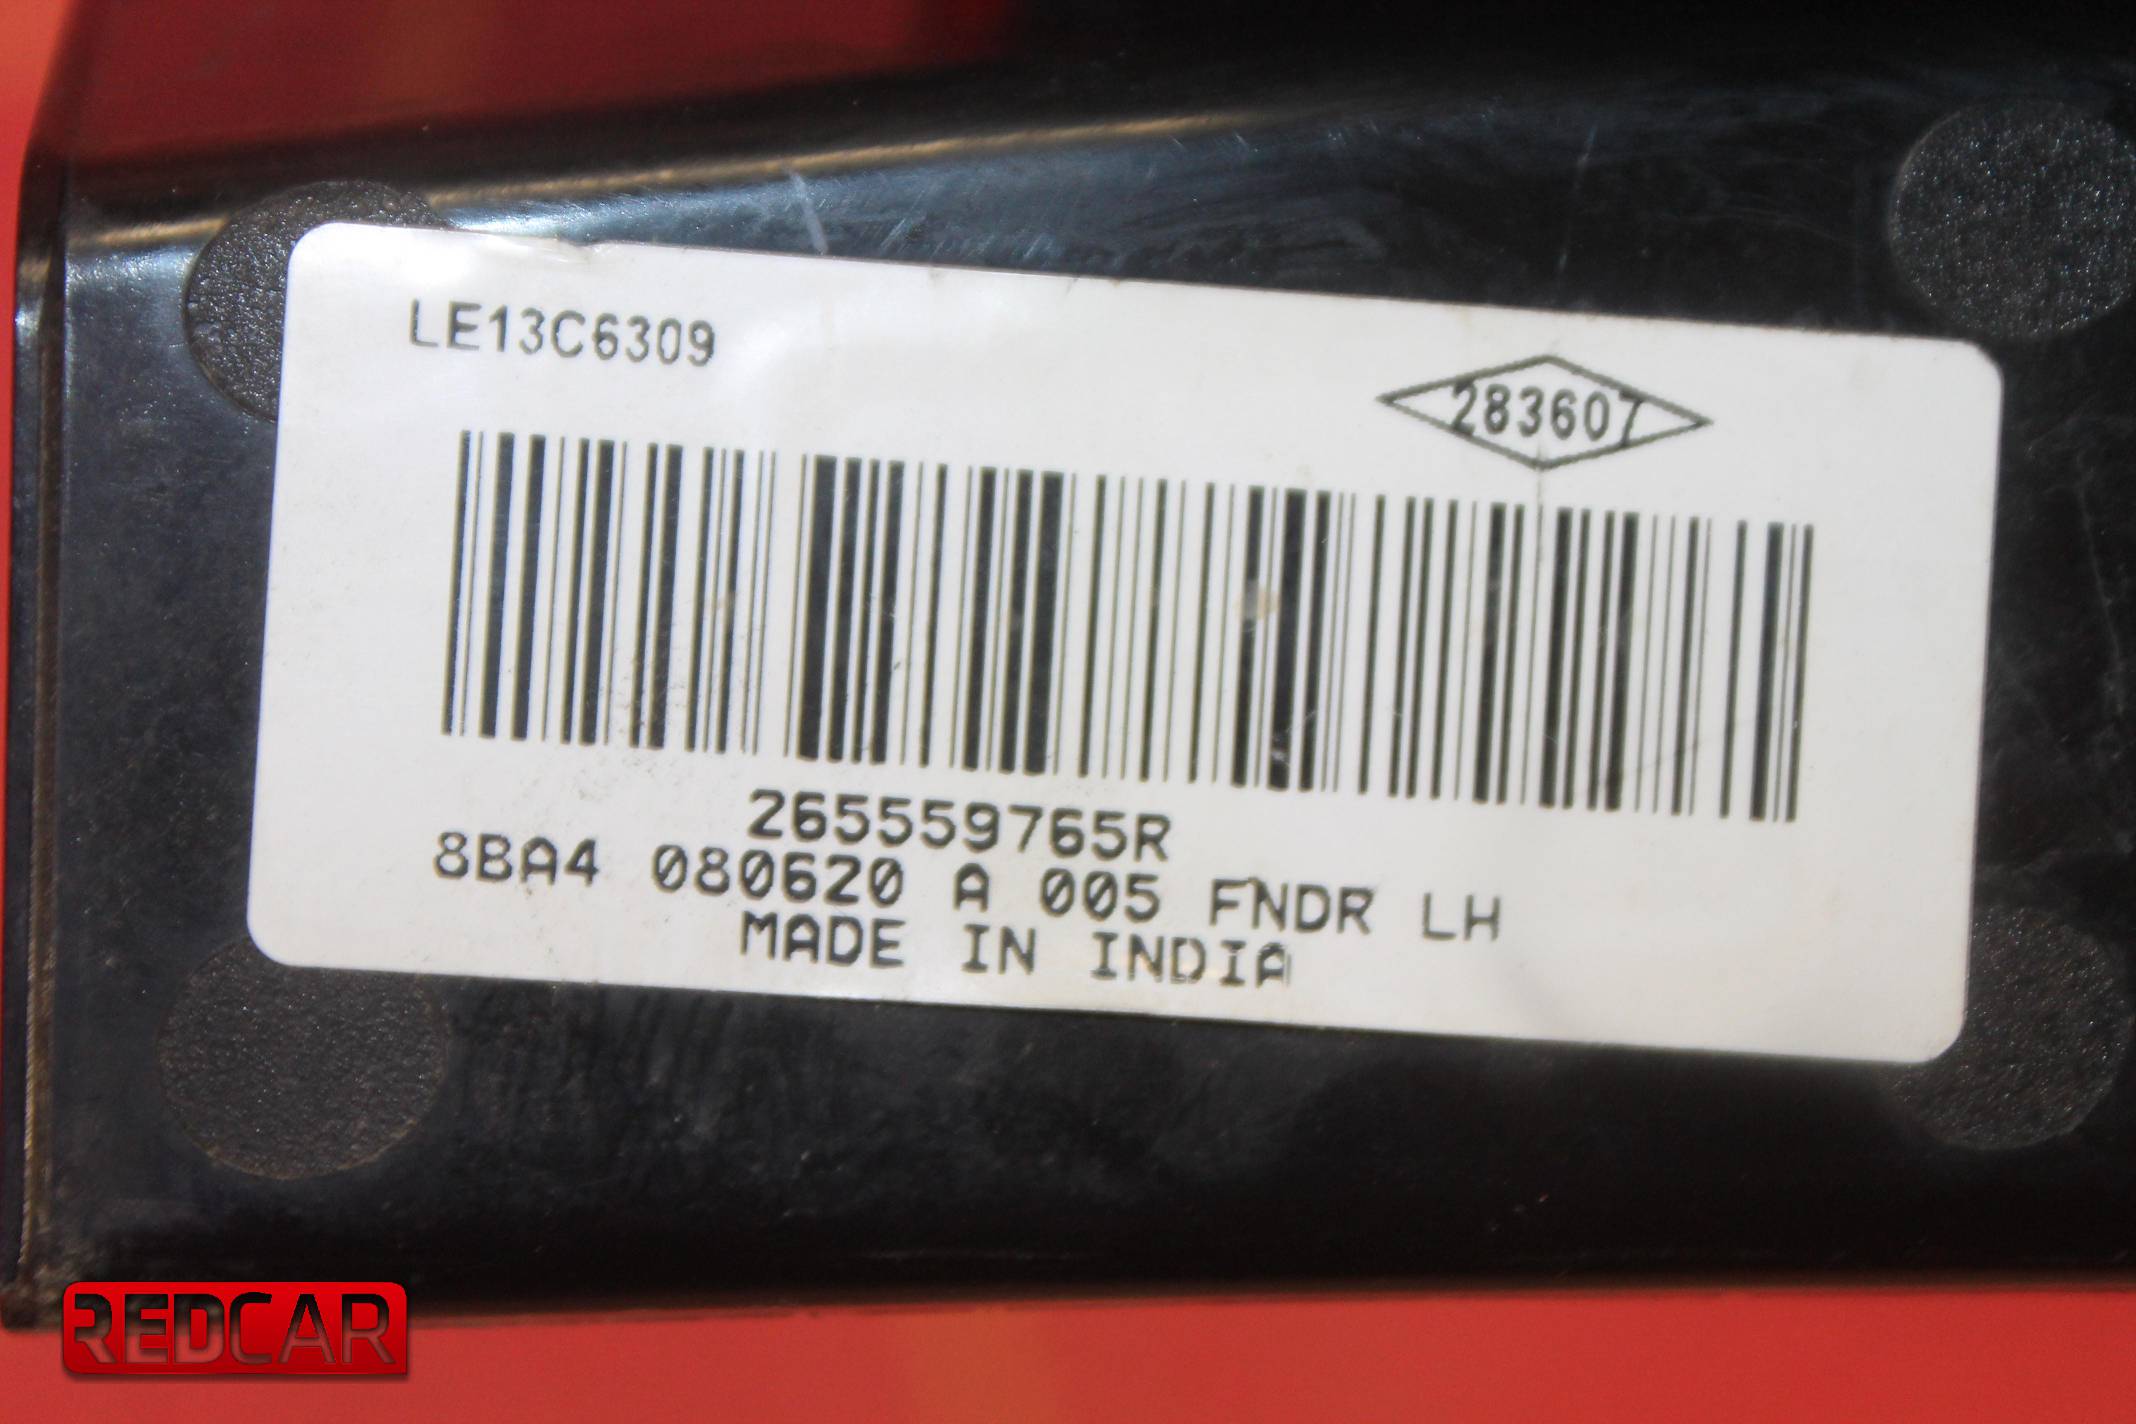 LE13C6309
283607
265559765R
8BA4 080620 A 005 FNDR LH
MADE IN INDIA
REDCAR